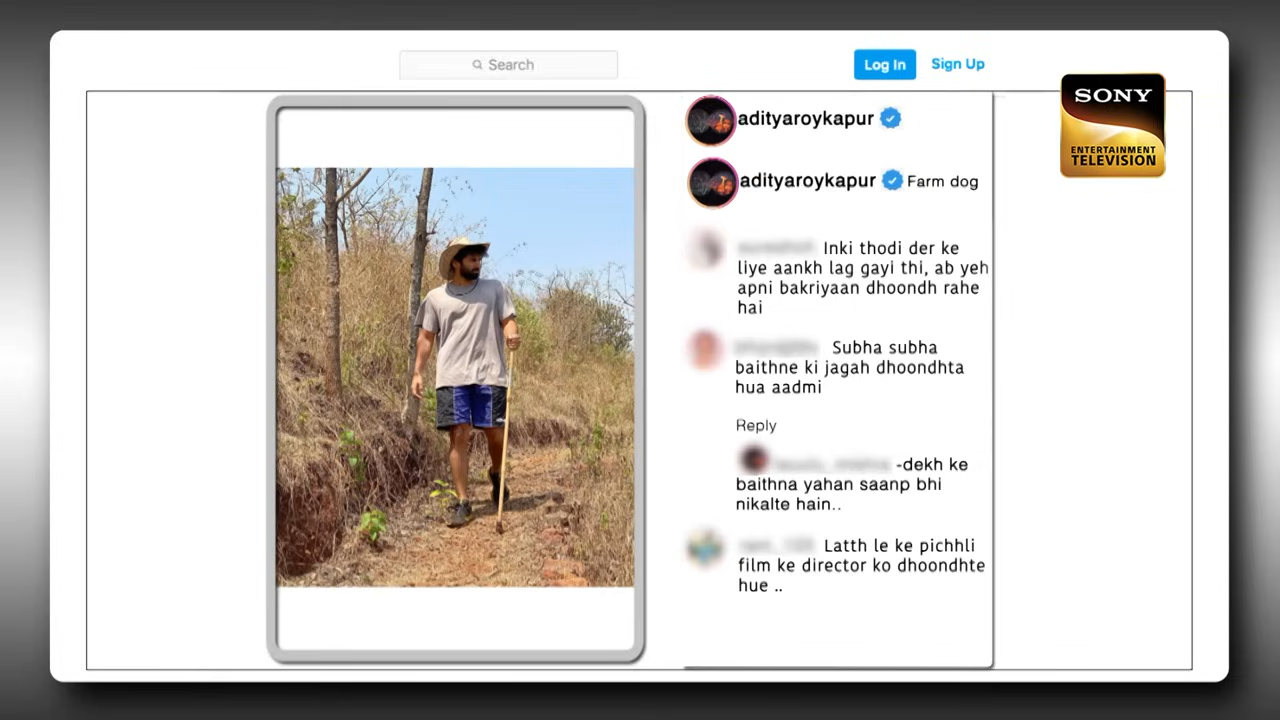 Search
Log In
Sign Up
SONY
ENTERTAINMENT
TELEVISION
adityaroykapur
adityaroykapur Farm dog
Inki thodi der ke
liye aankh lag gayi thi, ab yeh
apni bakriyaan dhoondh rahe
hai
Subha subha
baithne ki jagah dhoondhta
hua aadmi
Reply
-dekh ke
baithna yahan saanp bhi
nikalte hain..
Latth le ke pichhli
film ke director ko dhoondhte
hue ..